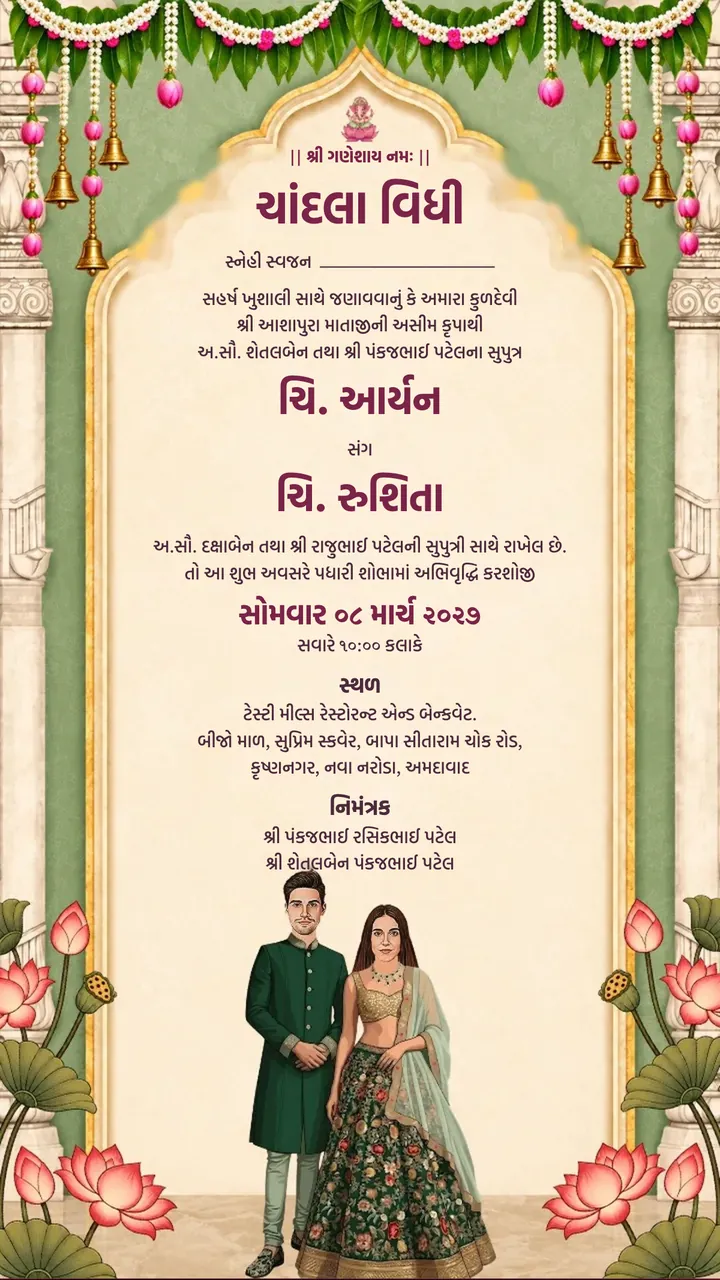 || શ્રી ગણેશાય નમઃ ||
ચાંદલા વિધી
સ્નેહી સ્વજન ____________________
સહર્ષ ખુશાલી સાથે જણાવવાનું કે અમારા કુળદેવી
શ્રી આશાપુરા માતાજીની અસીમ કૃપાથી
અ.સૌ. શેતલબેન તથા શ્રી પંકજભાઈ પટેલના સુપુત્ર
ચિ. આર્યન
સંગ
ચિ. રુશિતા
અ.સૌ. દક્ષાબેન તથા શ્રી રાજુભાઈ પટેલની સુપુત્રી સાથે રાખેલ છે.
તો આ શુભ અવસરે પધારી શોભામાં અભિવૃદ્ધિ કરશોજી
સોમવાર ૦૮ માર્ચ ૨૦૨૭
સવારે ૧૦:૦૦ કલાકે
સ્થળ
ટેસ્ટી મીલ્સ રેસ્ટોરન્ટ એન્ડ બેન્કવેટ.
બીજો માળ, સુપ્રિમ સ્કવેર, બાપા સીતારામ ચોક રોડ,
કૃષ્ણનગર, નવા નરોડા, અમદાવાદ
નિમંત્રક
શ્રી પંકજભાઈ રસિકભાઈ પટેલ
શ્રી શેતલબેન પંકજભાઈ પટેલ